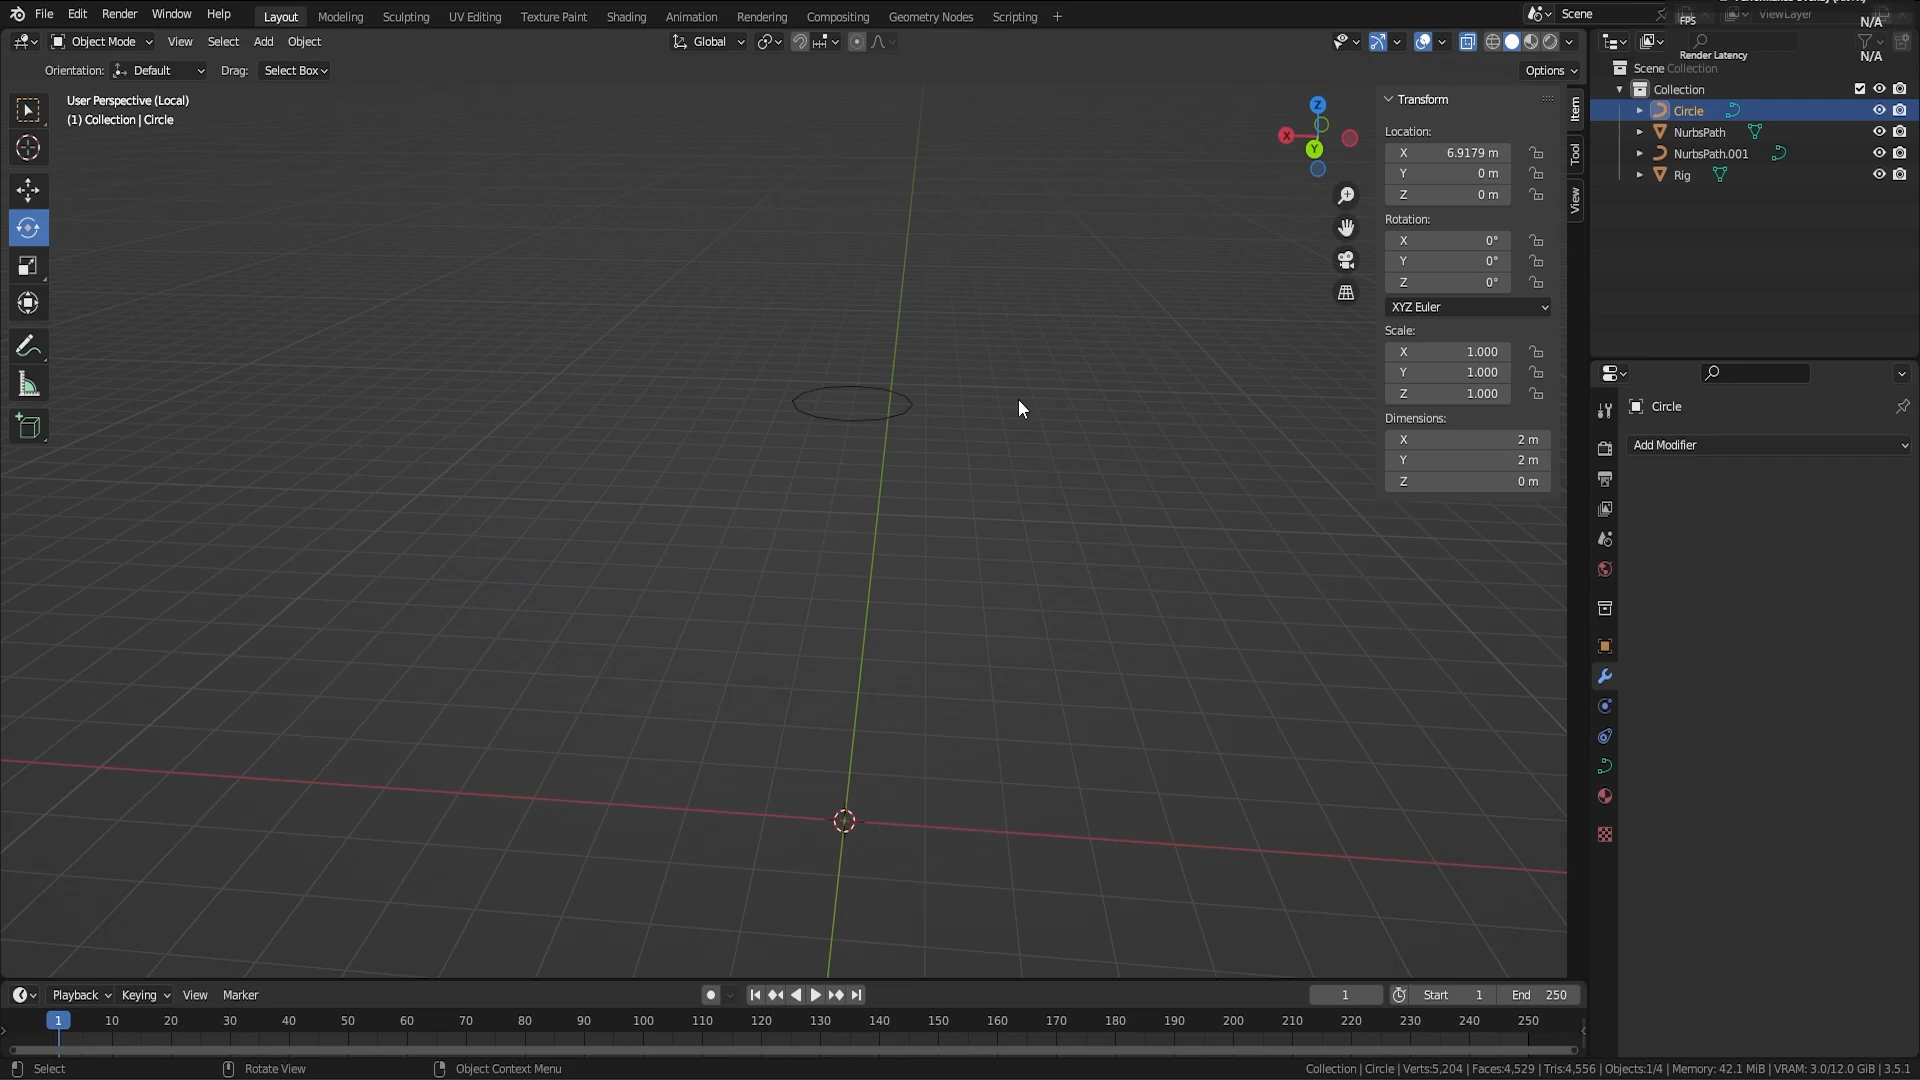 File Edit Render Window Help Layout Modeling Sculpting UV Editing Texture Paint Shading Animation Rendering Compositing Geometry Nodes Scripting + Scene FPS ViewLayer N/A
Object Mode View Select Add Object Global
Render Latency N/A
Orientation: Default Drag: Select Box Options
Scene Collection
User Perspective (Local)
(1) Collection | Circle
Z
X
Y
Transform
Location:
X 6.9179 m
Y 0 m
Z 0 m
Rotation:
X 0°
Y 0°
Z 0°
XYZ Euler
Scale:
X 1.000
Y 1.000
Z 1.000
Dimensions:
X 2 m
Y 2 m
Z 0 m
Item
Tool
View
Collection
Circle
NurbsPath
NurbsPath.001
Rig
Circle
Add Modifier
Playback Keying View Marker 1 Start 1 End 250
1 10 20 30 40 50 60 70 80 90 100 110 120 130 140 150 160 170 180 190 200 210 220 230 240 250
Select Rotate View Object Context Menu Collection | Circle | Verts:5,204 | Faces:4,529 | Tris:4,556 | Objects:1/4 | Memory: 42.1 MiB | VRAM: 3.0/12.0 GiB | 3.5.1